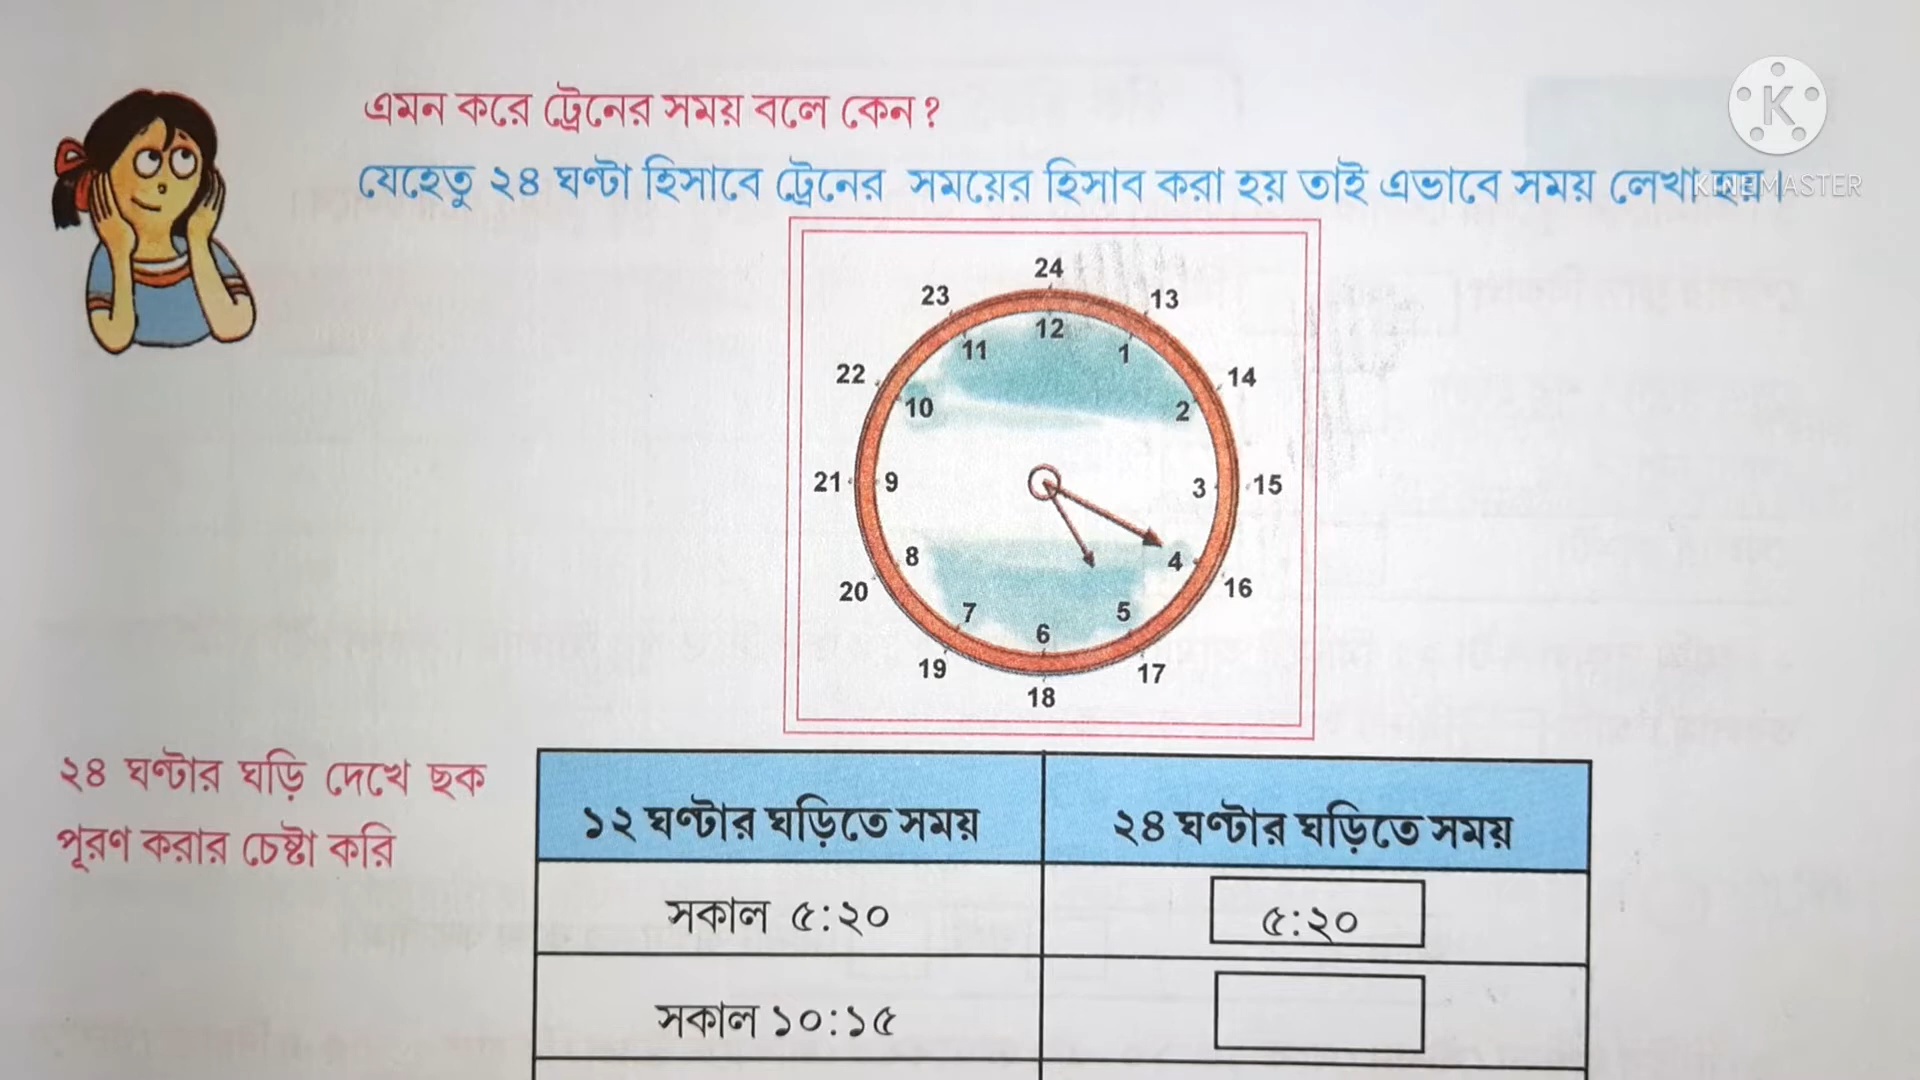 এমন করে ট্রেনের সময় বলে কেন?
যেহেতু ২৪ ঘণ্টা হিসাবে ট্রেনের সময়ের হিসাব করা হয় তাই এভাবে সময় লেখা হয়।
K
KINEMASTER
24
23
13
12
11
1
22
14
10
2
21
9
3
15
8
4
20
16
7
5
6
19
17
18
২৪ ঘণ্টার ঘড়ি দেখে ছক
পূরণ করার চেষ্টা করি
১২ ঘণ্টার ঘড়িতে সময়
২৪ ঘণ্টার ঘড়িতে সময়
সকাল ৫:২০
৫:২০
সকাল ১০:১৫